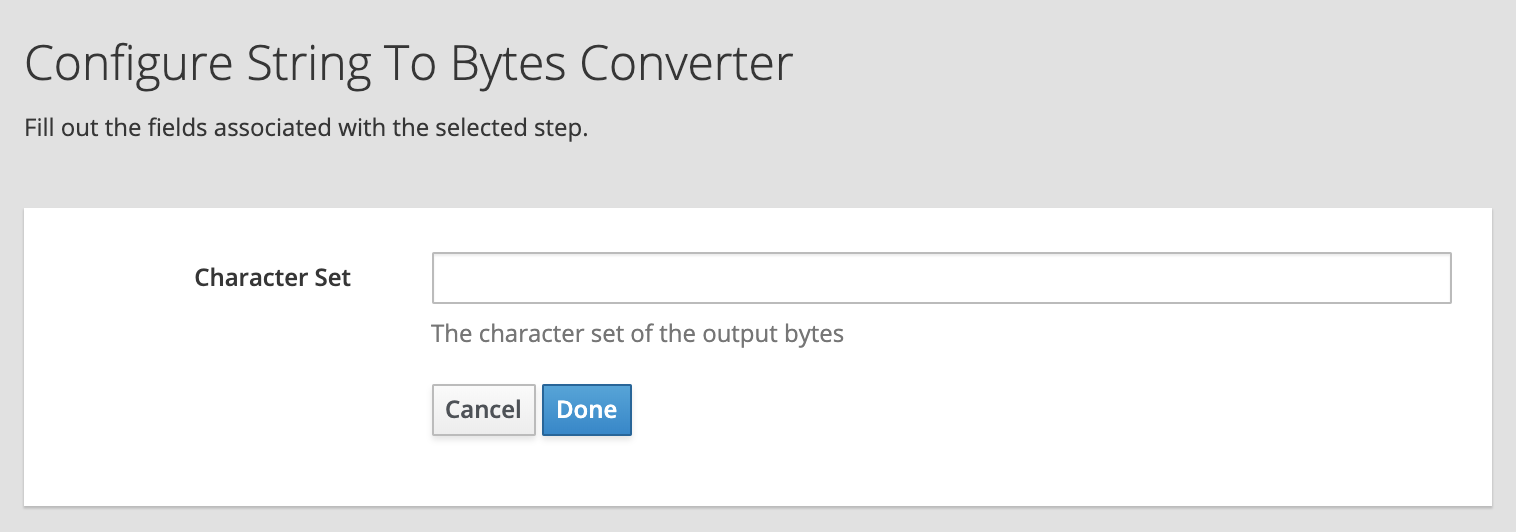 Configure String To Bytes Converter
Fill out the fields associated with the selected step.
Character Set
The character set of the output bytes
Cancel Done